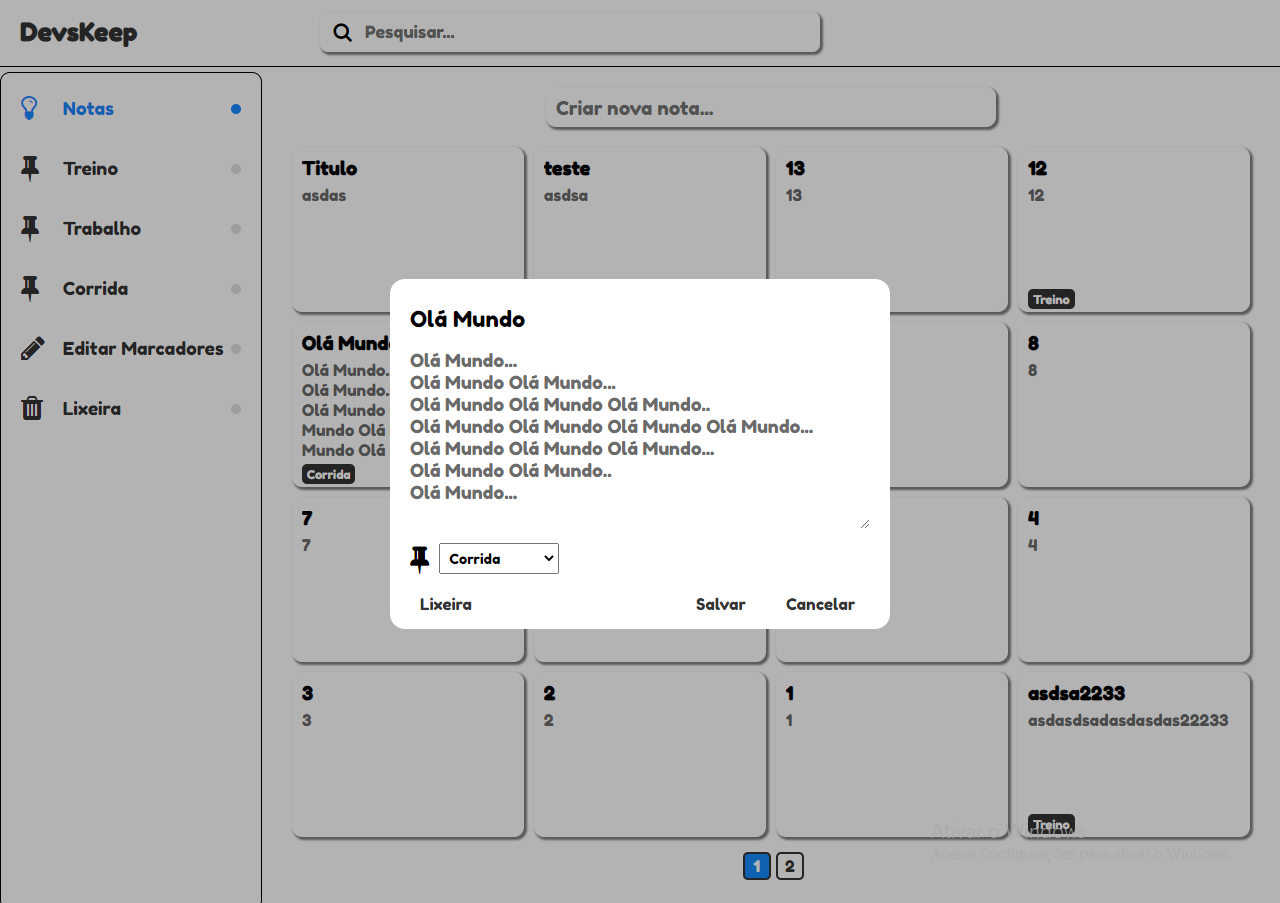 DevsKeep
Pesquisar...
Notas
Treino
Trabalho
Corrida
Editar Marcadores
Lixeira
Criar nova nota...
Titulo
asdas
teste
asdsa
13
13
12
12
Treino
Olá Mund
Olá Mundo.
Olá Mundo.
Olá Mundo
Mundo Olá
Mundo Olá
Corrida
8
8
Olá Mundo
Olá Mundo...
Olá Mundo Olá Mundo...
Olá Mundo Olá Mundo Olá Mundo..
Olá Mundo Olá Mundo Olá Mundo Olá Mundo...
Olá Mundo Olá Mundo Olá Mundo...
Olá Mundo Olá Mundo..
Olá Mundo...
Corrida
Lixeira
Salvar
Cancelar
7
7
4
4
3
3
2
2
1
1
asdsa2233
asdasdsadasdasdas22233
Treino
Ativar o Windows
Acesse Configurações para ativar o Windows.
1
2